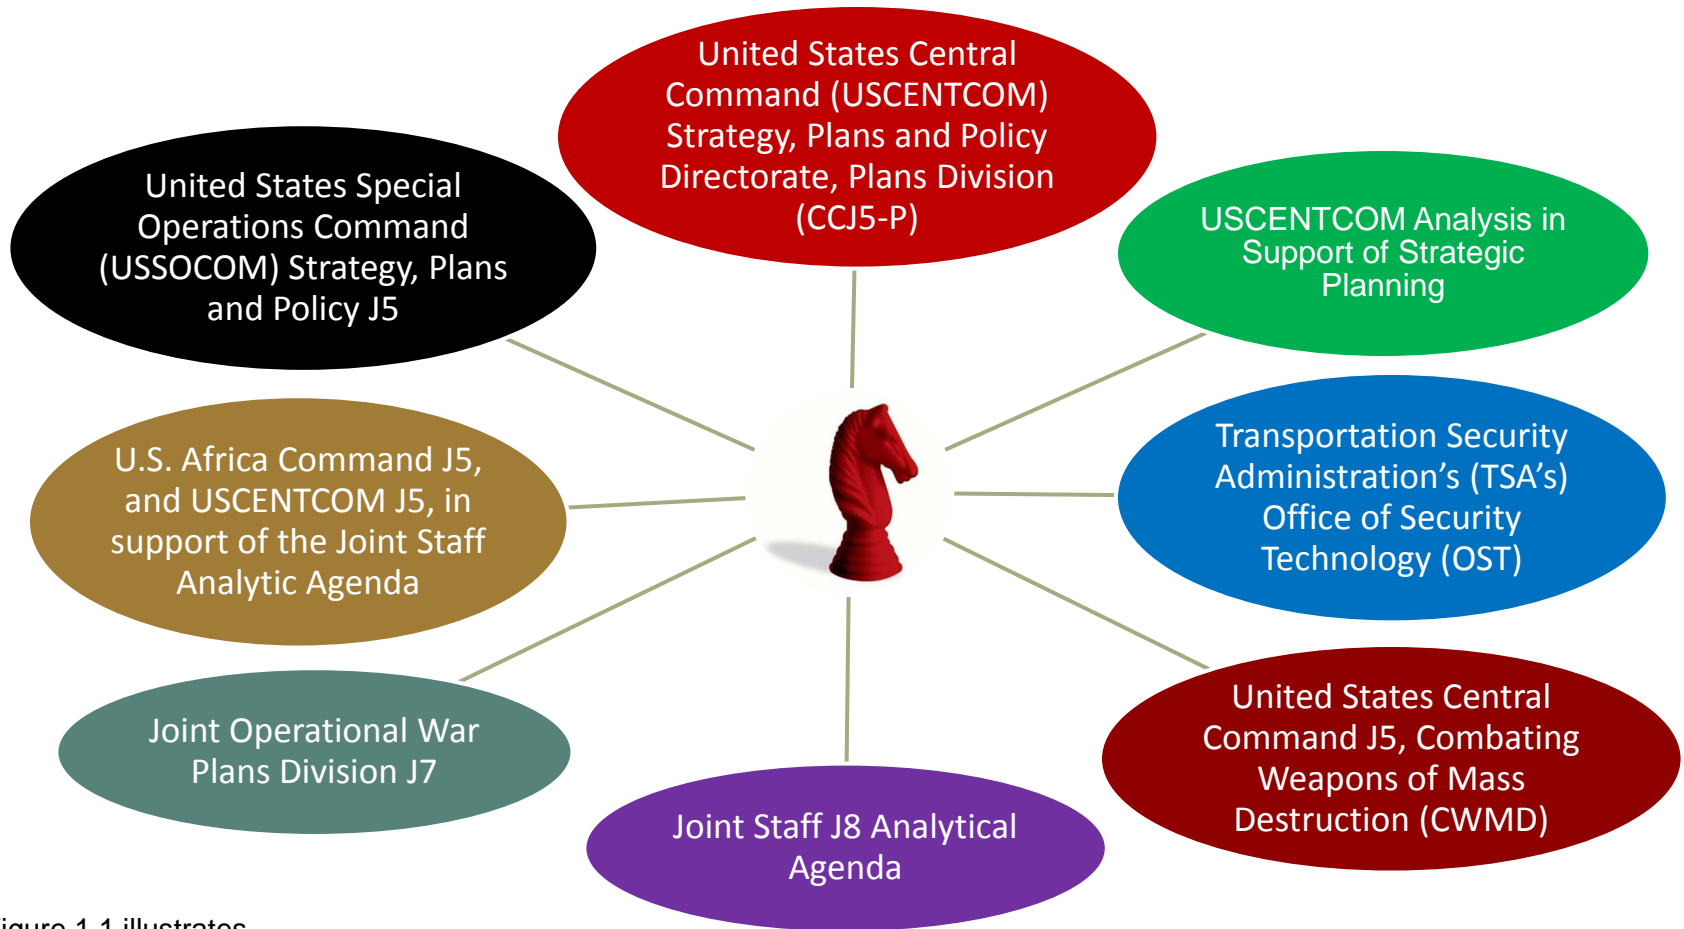 United States Central
Command (USCENTCOM)
Strategy, Plans and Policy
Directorate, Plans Division
(CCJ5-P)
United States Special
Operations Command
(USSOCOM) Strategy, Plans
and Policy J5
USCENTCOM Analysis in
Support of Strategic
Planning
U.S. Africa Command J5,
and USCENTCOM J5, in
support of the Joint Staff
Analytic Agenda
Transportation Security
Administration’s (TSA’s)
Office of Security
Technology (OST)
Joint Operational War
Plans Division J7
United States Central
Command J5, Combating
Weapons of Mass
Destruction (CWMD)
Joint Staff J8 Analytical
Agenda
igure 1.1 illustrates